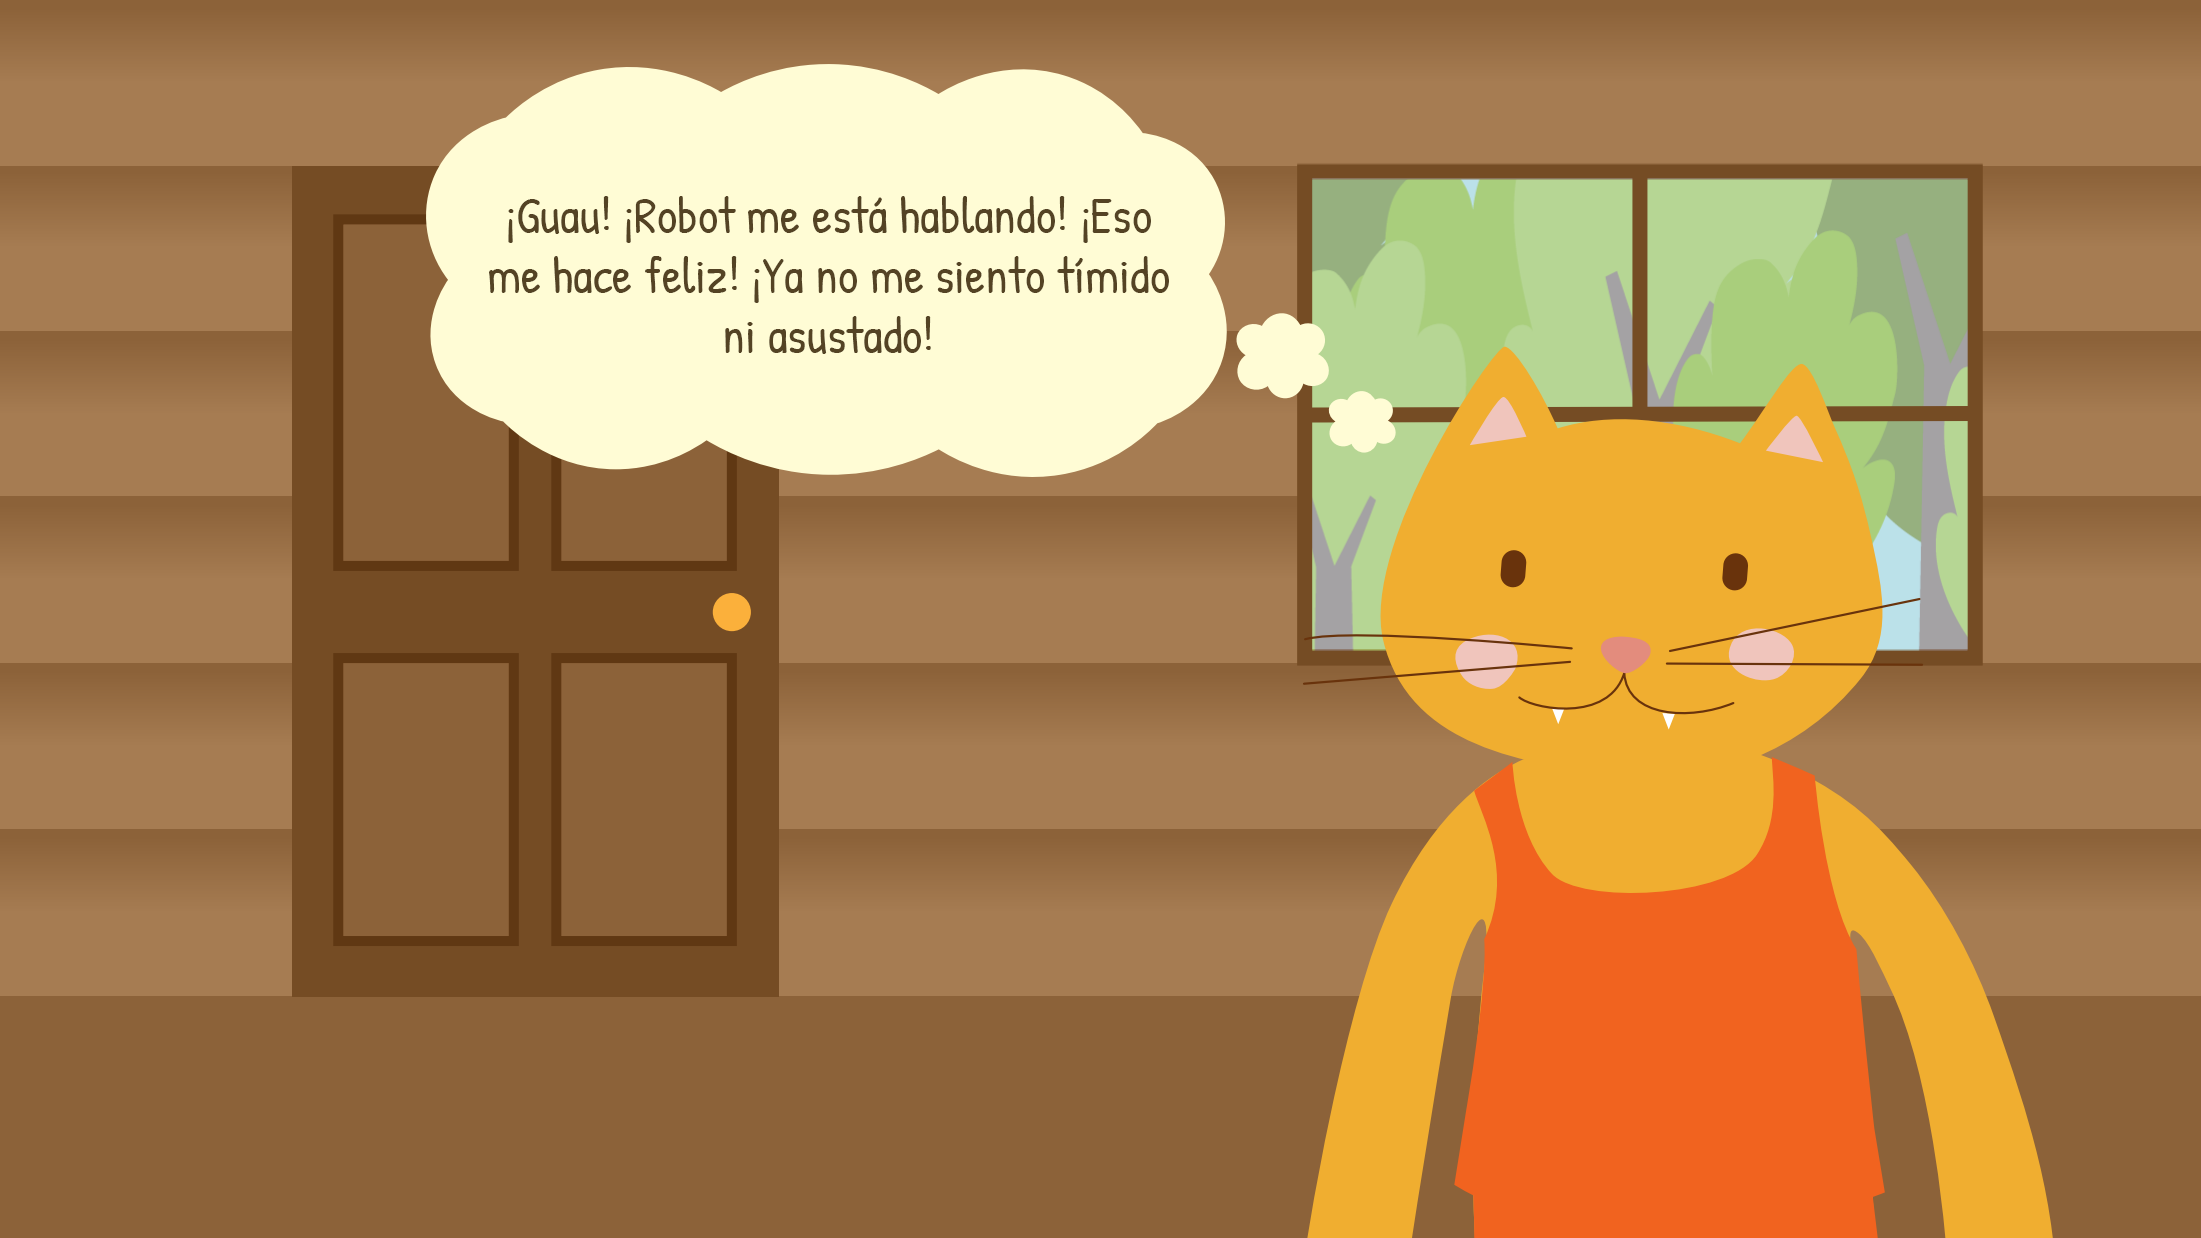 ¡Guau! ¡Robot me está hablando! ¡Eso
me hace feliz! ¡Ya no me siento tímido
ni asustado!